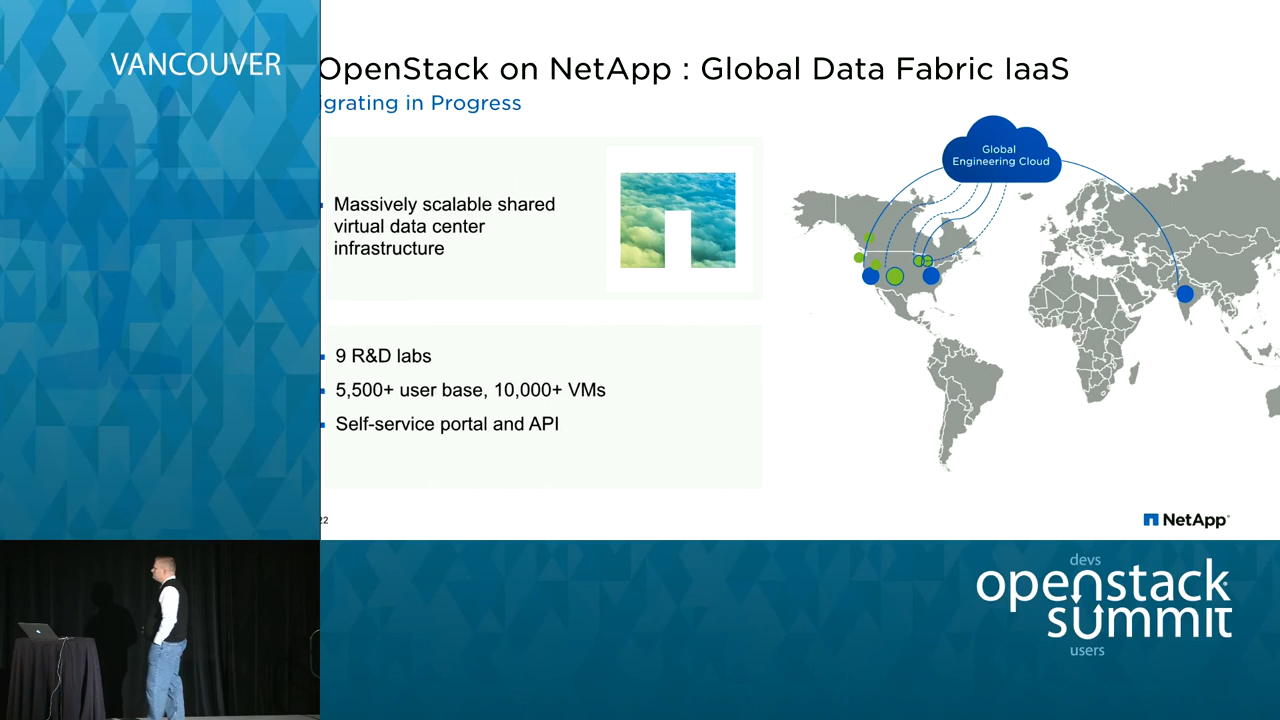 VANCOUVER
OpenStack on NetApp : Global Data Fabric IaaS
igrating in Progress
Massively scalable shared
virtual data center
infrastructure
Global
Engineering Cloud
9 R&D labs
5,500+ user base, 10,000+ VMs
Self-service portal and API
22
NetApp
devs
openstack
summit
users